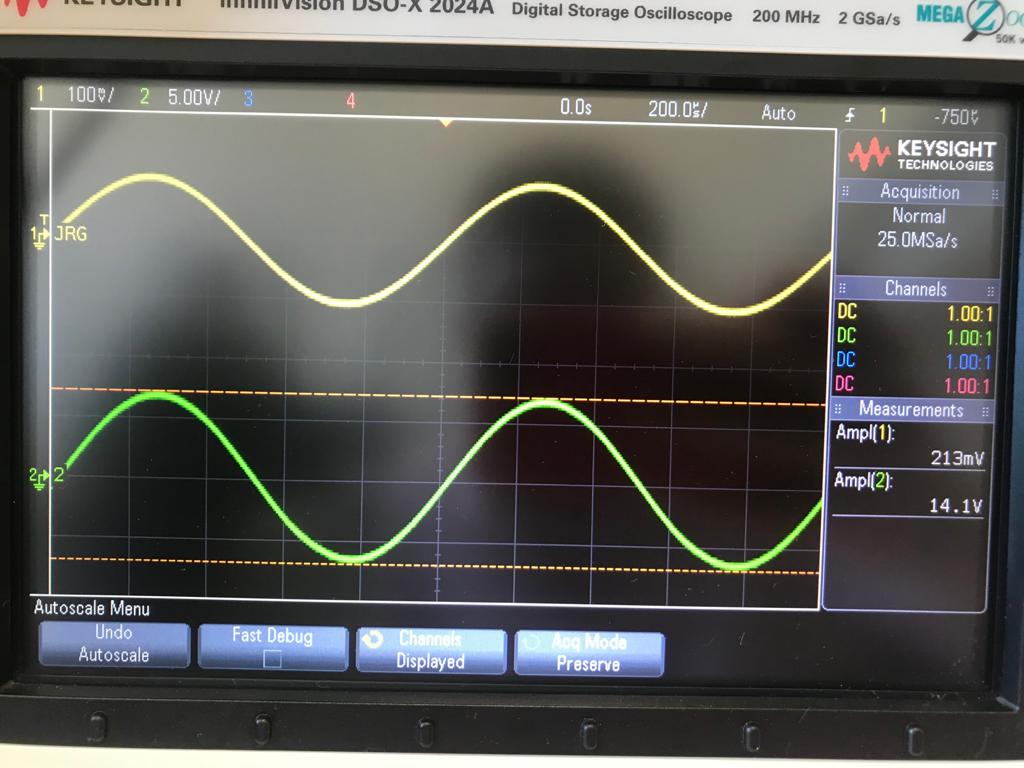 KEYSIGHT InfiniiVision DSO-X 2024A Digital Storage Oscilloscope 200 MHz 2 GSa/s MEGA Zoom
50K
1 100㎷/ 2 5.00V/ 3 4 0.0s 200.0㎲/ Auto 1 -750
KEYSIGHT
TECHNOLOGIES
Acquisition
Normal
25.0MSa/s
T
1 JRG
Channels
DC 1.00:1
DC 1.00:1
DC 1.00:1
DC 1.00:1
Measurements
Ampl(1):
213mV
2 2
Ampl(2):
14.1V
Autoscale Menu
Undo
Autoscale
Fast Debug
Channels
Displayed
Acq Mode
Preserve